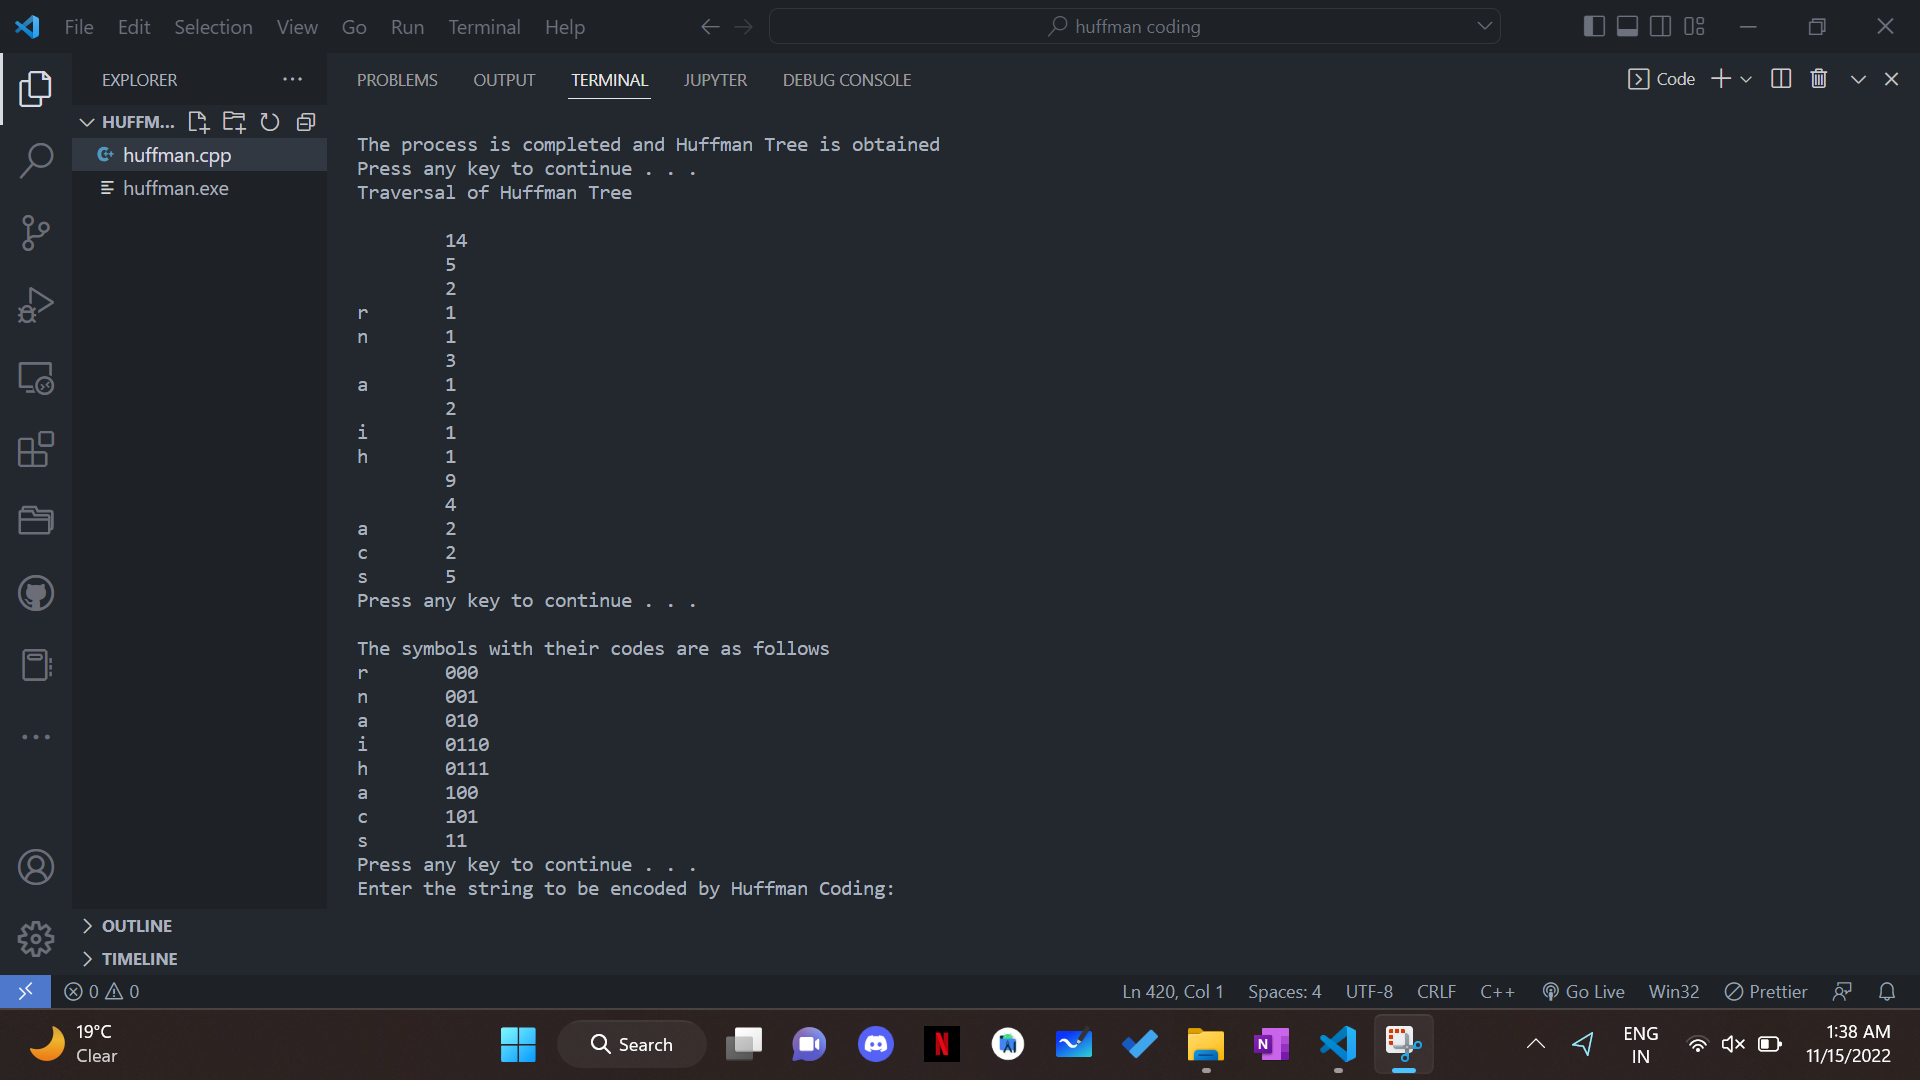 File Edit Selection View Go Run Terminal Help
huffman coding
EXPLORER
HUFFM...
huffman.cpp
huffman.exe
PROBLEMS OUTPUT TERMINAL JUPYTER DEBUG CONSOLE
Code
The process is completed and Huffman Tree is obtained
Press any key to continue . . .
Traversal of Huffman Tree
14
5
2
r 1
n 1
3
a 1
2
i 1
h 1
9
4
a 2
c 2
s 5
Press any key to continue . . .
The symbols with their codes are as follows
r 000
n 001
a 010
i 0110
h 0111
a 100
c 101
s 11
Press any key to continue . . .
Enter the string to be encoded by Huffman Coding:
OUTLINE
TIMELINE
0 0
Ln 420, Col 1 Spaces: 4 UTF-8 CRLF C++ Go Live Win32 Prettier
19°C
Clear
Search
N
N
ENG
IN
1:38 AM
11/15/2022